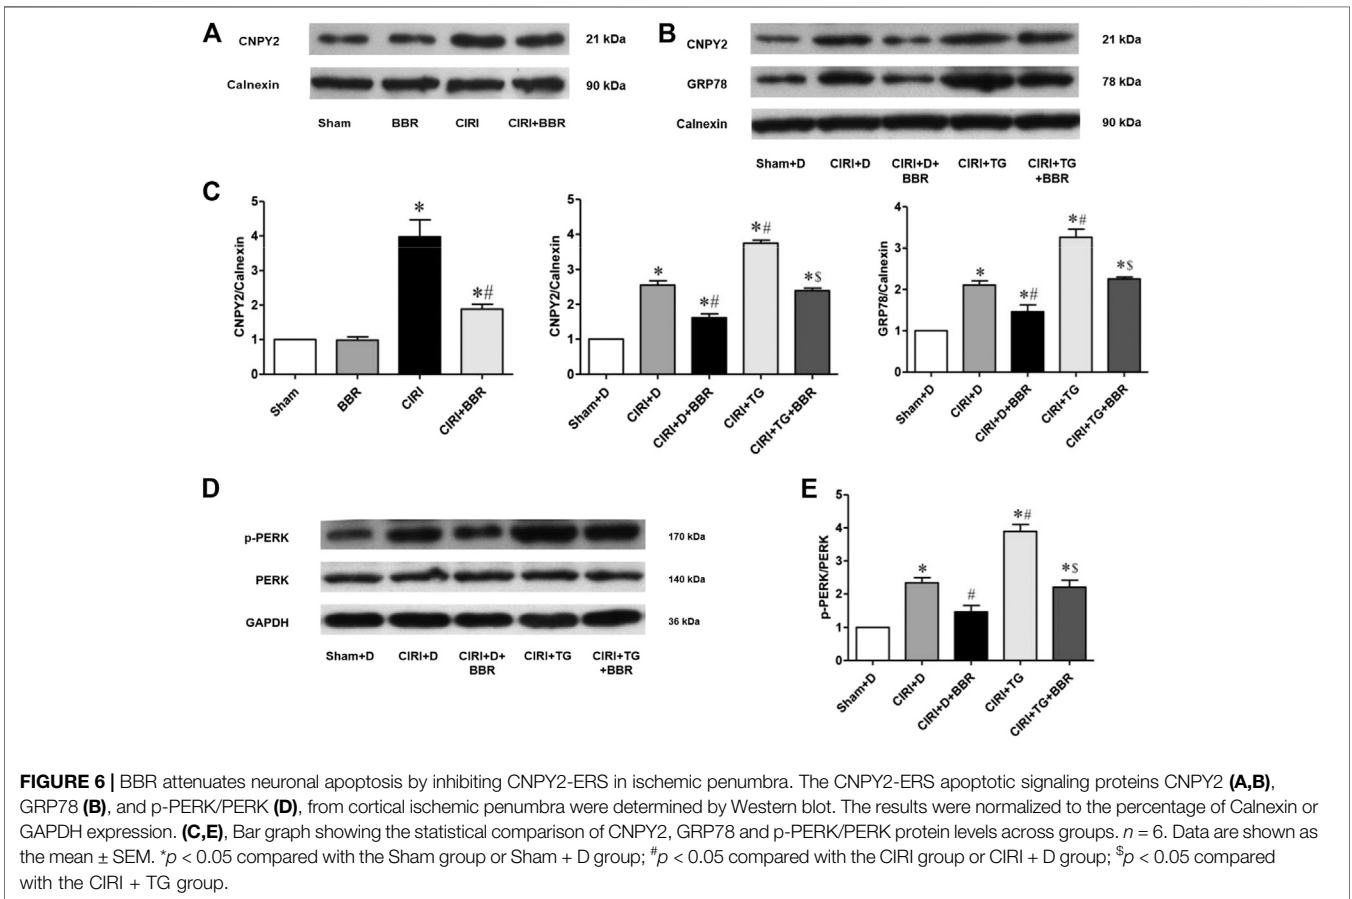 A
CNPY2
21 kDa
Calnexin
90 kDa
Sham BBR CIRI CIRI+BBR
B
CNPY2
21 kDa
GRP78
78 kDa
Calnexin
90 kDa
Sham+D CIRI+D CIRI+D+ CIRI+TG CIRI+TG
BBR +BBR
C
CNPY2/Calnexin
5
4
3
2
1
0
*
*#
Sham BBR CIRI CIRI+BBR
CNPY2/Calnexin
5
4
3
2
1
0
*
*#
*#
*$
Sham+D CIRI+D CIRI+D+BBR CIRI+TG CIRI+TG+BBR
GRP78/Calnexin
4
3
2
1
0
*
*#
*#
*$
Sham+D CIRI+D CIRI+D+BBR CIRI+TG CIRI+TG+BBR
D
p-PERK
170 kDa
PERK
140 kDa
GAPDH
36 kDa
Sham+D CIRI+D CIRI+D+ CIRI+TG CIRI+TG
BBR +BBR
E
p-PERK/PERK
5
4
3
2
1
0
*
#
*#
*$
Sham+D CIRI+D CIRI+D+BBR CIRI+TG CIRI+TG+BBR
FIGURE 6 | BBR attenuates neuronal apoptosis by inhibiting CNPY2-ERS in ischemic penumbra. The CNPY2-ERS apoptotic signaling proteins CNPY2 (A,B),
GRP78 (B), and p-PERK/PERK (D), from cortical ischemic penumbra were determined by Western blot. The results were normalized to the percentage of Calnexin or
GAPDH expression. (C,E), Bar graph showing the statistical comparison of CNPY2, GRP78 and p-PERK/PERK protein levels across groups. n = 6. Data are shown as
the mean ± SEM. *p < 0.05 compared with the Sham group or Sham + D group; #p < 0.05 compared with the CIRI group or CIRI + D group; $p < 0.05 compared
with the CIRI + TG group.